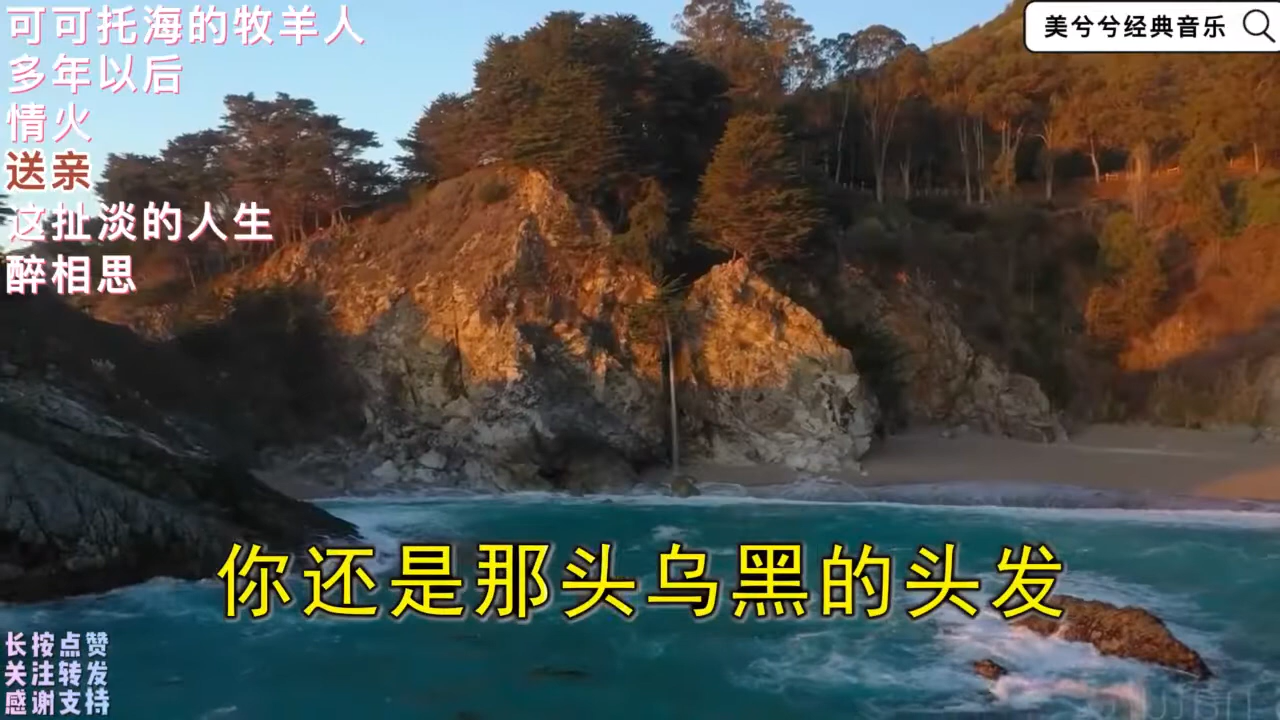 可可托海的牧羊人
美兮兮经典音乐
多年以后
情火
送亲
这扯淡的人生
醉相思
你还是那头乌黑的头发
长按点赞
关注转发
感谢支持